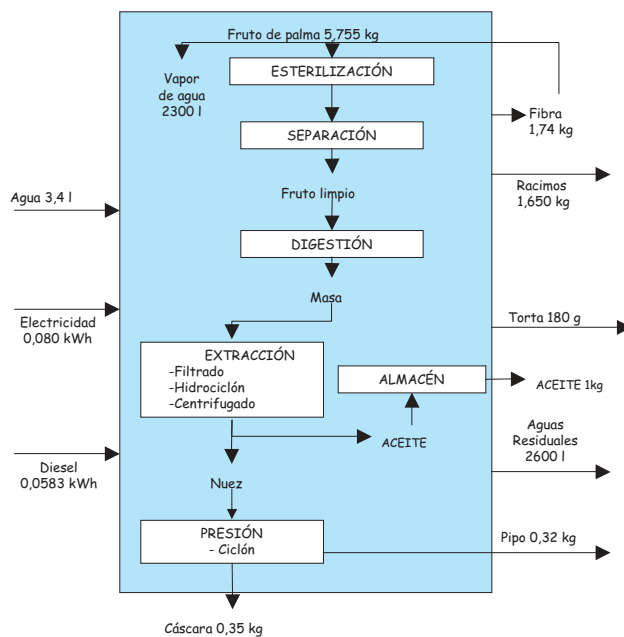 Fruto de palma 5,755 kg
ESTERILIZACIÓN
Vapor
de agua
2300 l
Fibra
1,74 kg
SEPARACIÓN
Racimos
1,650 kg
Agua 3,4 l
Fruto limpio
DIGESTIÓN
Masa
Electricidad
0,080 kWh
Torta 180 g
EXTRACCIÓN
-Filtrado
-Hidrociclón
-Centrifugado
ALMACÉN
ACEITE 1kg
ACEITE
Aguas
Residuales
2600 l
Diesel
0,0583 kWh
Nuez
PRESIÓN
- Ciclón
Pipo 0,32 kg
Cáscara 0,35 kg